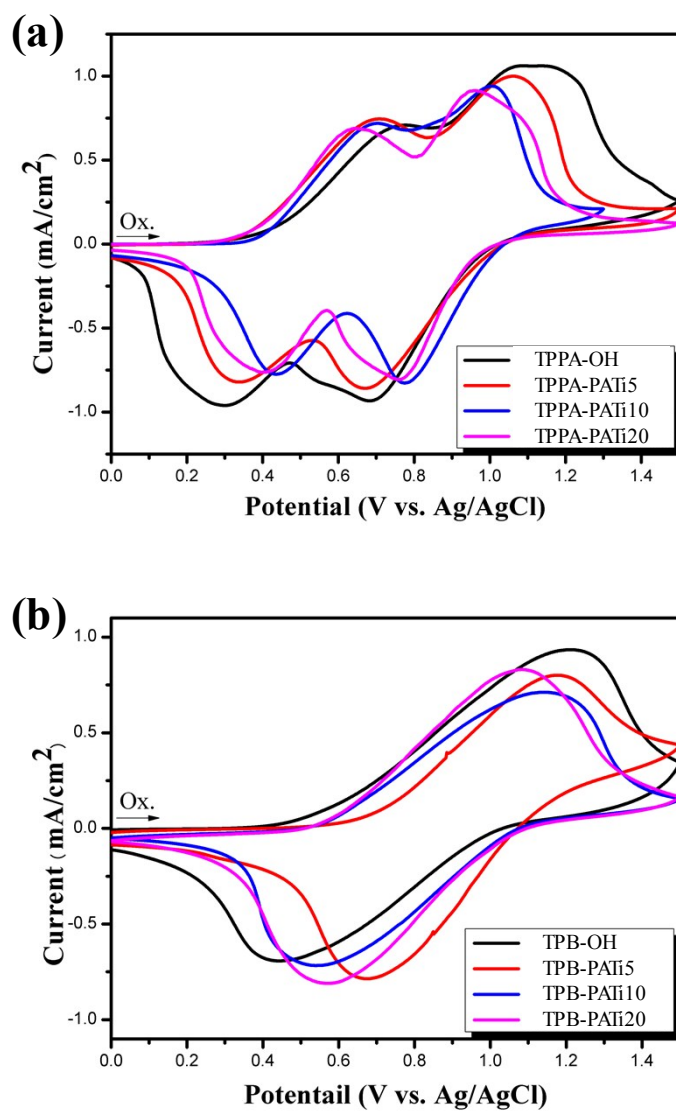 (a)
1.0
0.5
0.0
-0.5
-1.0
Current (mA/cm²)
Ox.
TPPA-OH
TPPA-PATi5
TPPA-PATi10
TPPA-PATi20
0.0 0.2 0.4 0.6 0.8 1.0 1.2 1.4
Potential (V vs. Ag/AgCl)
(b)
1.0
0.5
0.0
-0.5
-1.0
Current ( mA/cm²)
Ox.
TPB-OH
TPB-PATi5
TPB-PATi10
TPB-PATi20
0.0 0.2 0.4 0.6 0.8 1.0 1.2 1.4
Potentail (V vs. Ag/AgCl)